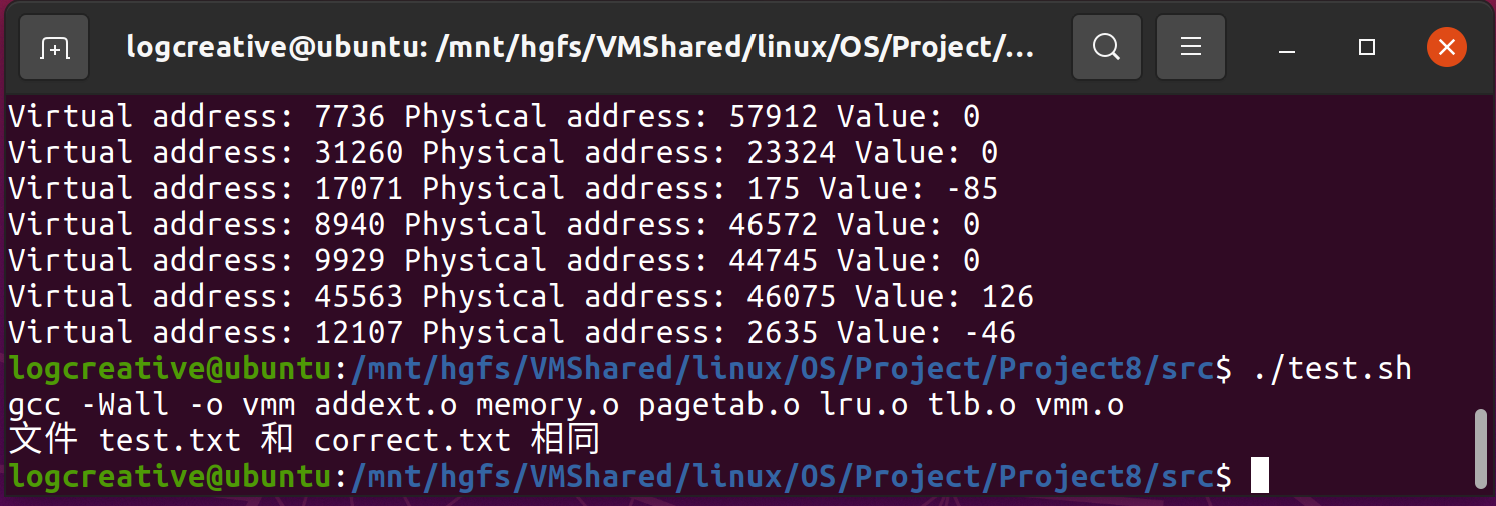 logcreative@ubuntu: /mnt/hgfs/VMShared/linux/OS/Project/...
Virtual address: 7736 Physical address: 57912 Value: 0
Virtual address: 31260 Physical address: 23324 Value: 0
Virtual address: 17071 Physical address: 175 Value: -85
Virtual address: 8940 Physical address: 46572 Value: 0
Virtual address: 9929 Physical address: 44745 Value: 0
Virtual address: 45563 Physical address: 46075 Value: 126
Virtual address: 12107 Physical address: 2635 Value: -46
logcreative@ubuntu:/mnt/hgfs/VMShared/linux/OS/Project/Project8/src$ ./test.sh
gcc -Wall -o vmm addext.o memory.o pagetab.o lru.o tlb.o vmm.o
文件 test.txt 和 correct.txt 相同
logcreative@ubuntu:/mnt/hgfs/VMShared/linux/OS/Project/Project8/src$